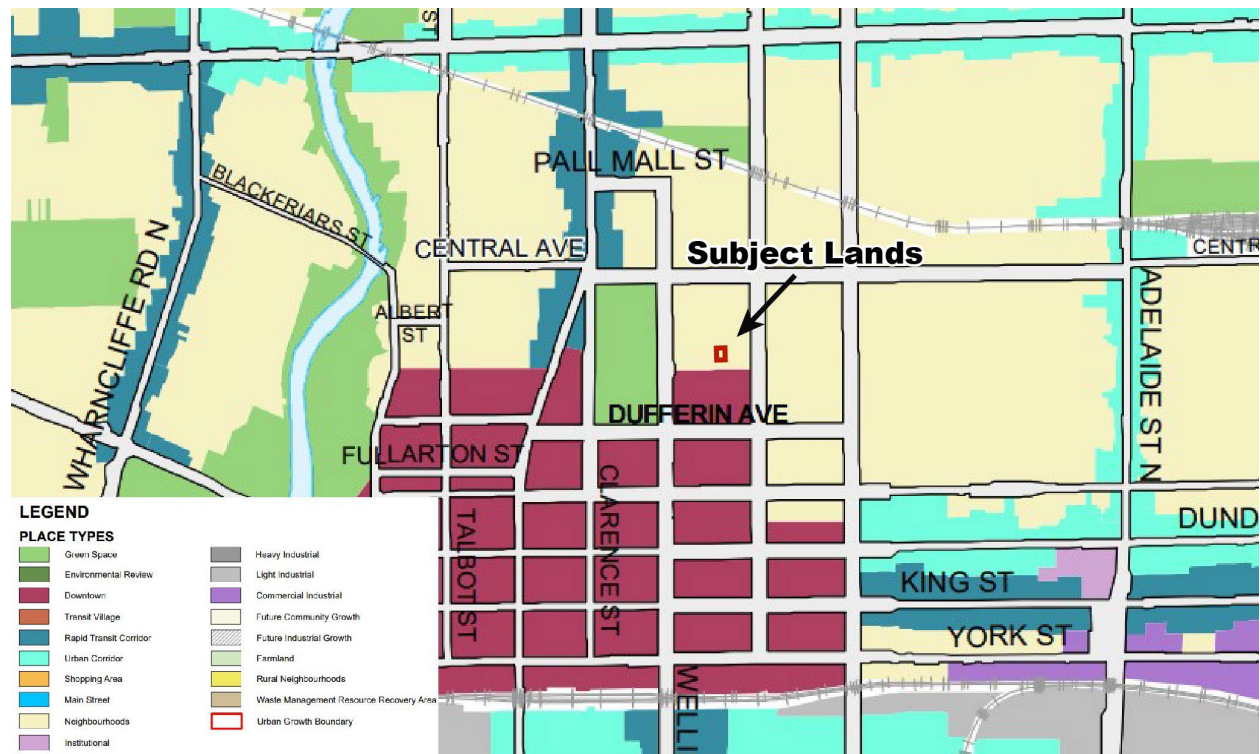 ST
PALL MALL ST
BLACKFRIARS ST
CENTRAL AVE
CENTR
Subject Lands
WHARNCLIFFE RD N
ALBERT
ST
ADELAIDE ST N
DUFFERIN AVE
FULLARTON ST
CLARENCE ST
TALBOT ST
DUND
KING ST
YORK ST
WELLI
LEGEND
PLACE TYPES
Green Space
Environmental Review
Downtown
Transit Village
Rapid Transit Corridor
Urban Corridor
Shopping Area
Main Street
Neighbourhoods
Institutional
Heavy Industrial
Light Industrial
Commercial Industrial
Future Community Growth
Future Industrial Growth
Farmland
Rural Neighbourhoods
Waste Management Resource Recovery Area
Urban Growth Boundary